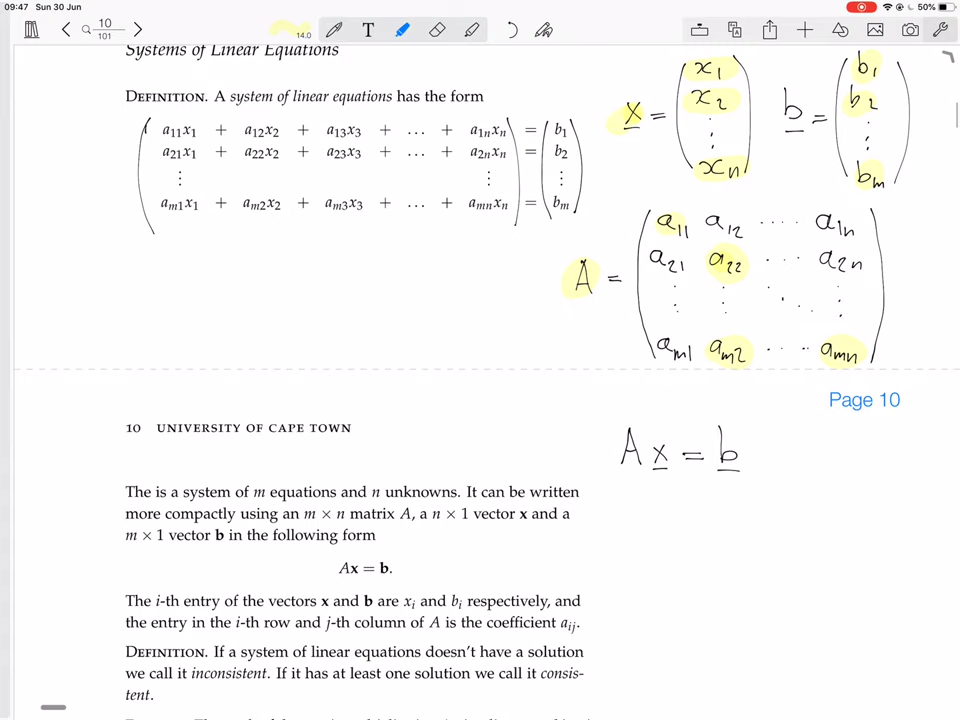 09:47 Sun 30 Jun
50%
10
101
14.0
T
Systems of Linear Equations
DEFINITION. A system of linear equations has the form
a11x1 + a12x2 + a13x3 + ... + a1nxn = b1
a21x1 + a22x2 + a23x3 + ... + a2nxn = b2
⋮ ⋮ ⋮
am1x1 + am2x2 + am3x3 + ... + amnxn = bm
x = x1 x2 ⋮ xn
b = b1 b2 ⋮ bm
A =
a11 a12 .... a1n
a21 a22 ... a2n
⋮ ⋮ ⋱ ⋮
am1 am2 .... amn
Page 10
10 UNIVERSITY OF CAPE TOWN
Ax = b
The is a system of m equations and n unknowns. It can be written
more compactly using an m × n matrix A, a n × 1 vector x and a
m × 1 vector b in the following form
Ax = b.
The i-th entry of the vectors x and b are xi and bi respectively, and
the entry in the i-th row and j-th column of A is the coefficient aij.
DEFINITION. If a system of linear equations doesn't have a solution
we call it inconsistent. If it has at least one solution we call it consis-
tent.